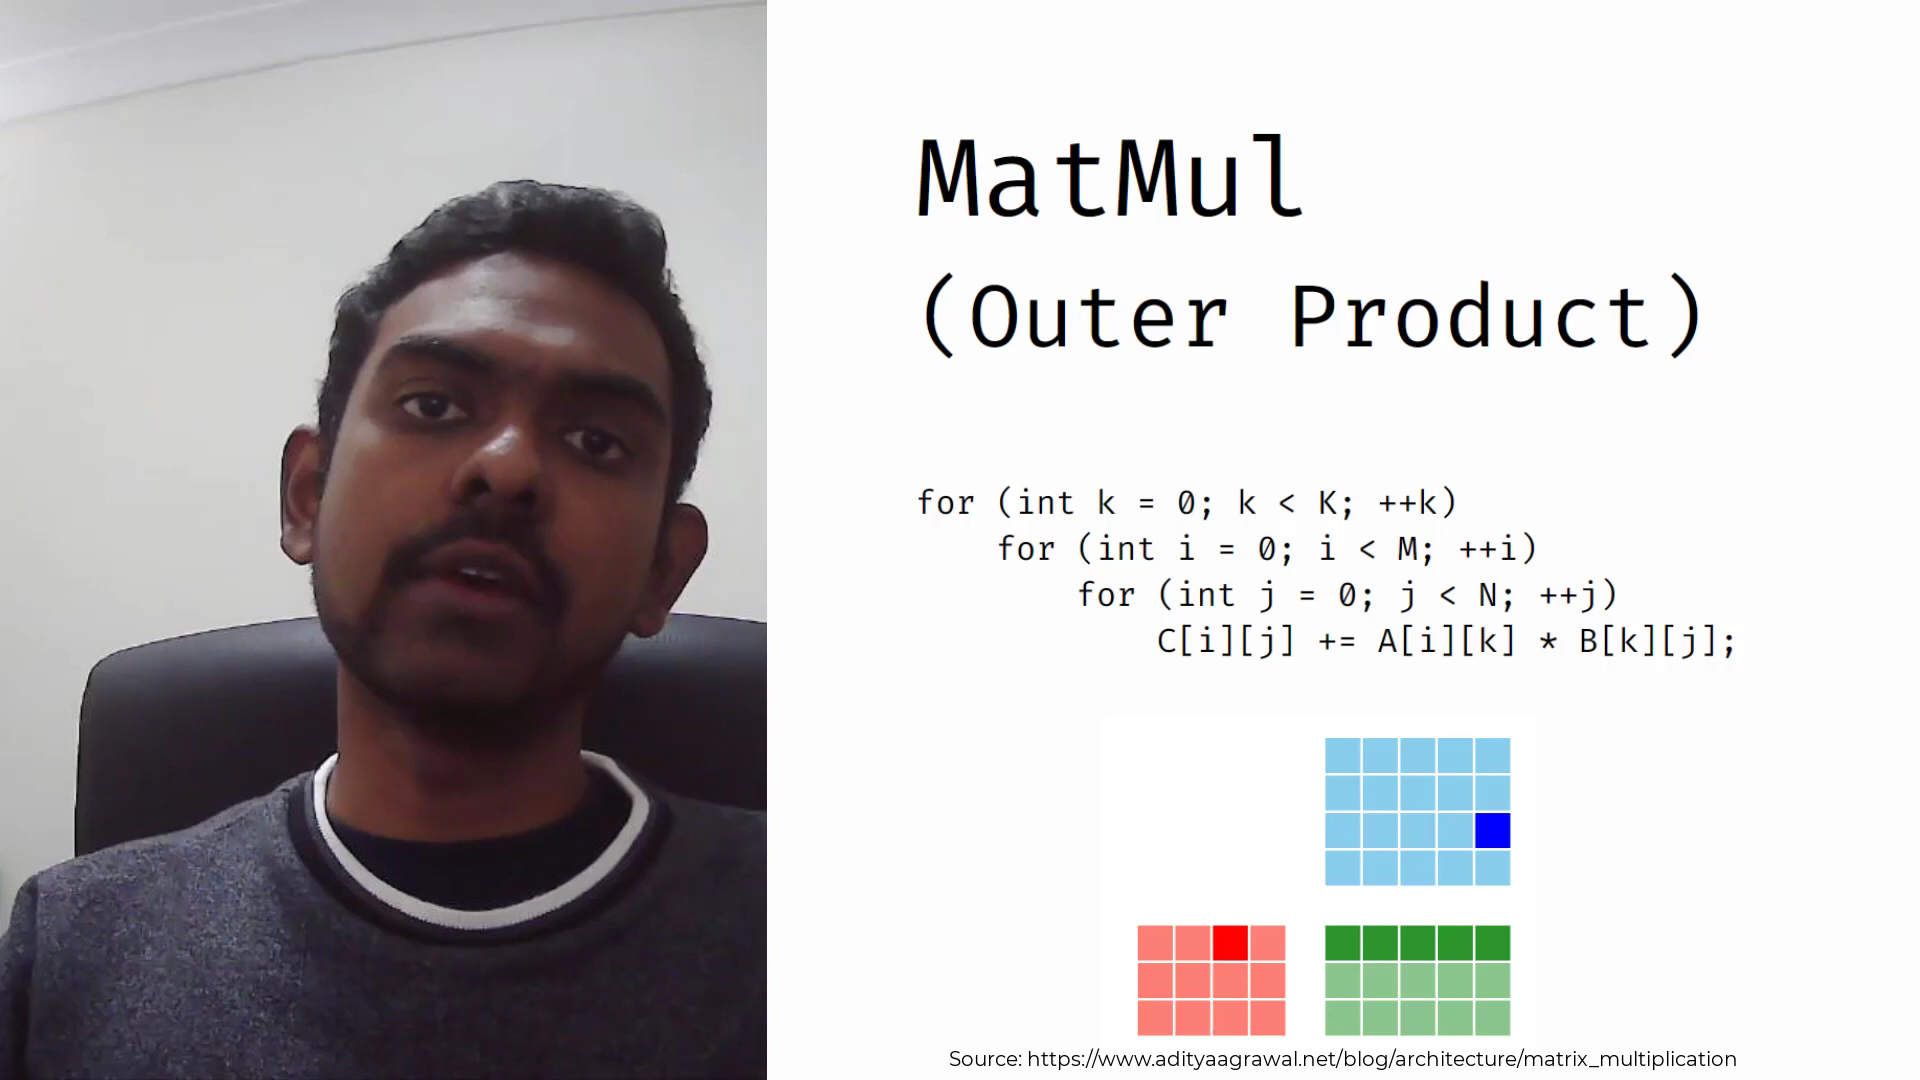 MatMul
(Outer Product)
for (int k = 0; k < K; ++k)
for (int i = 0; i < M; ++i)
for (int j = 0; j < N; ++j)
C[i][j] += A[i][k] * B[k][j];
Source: https://www.adityaagrawal.net/blog/architecture/matrix_multiplication